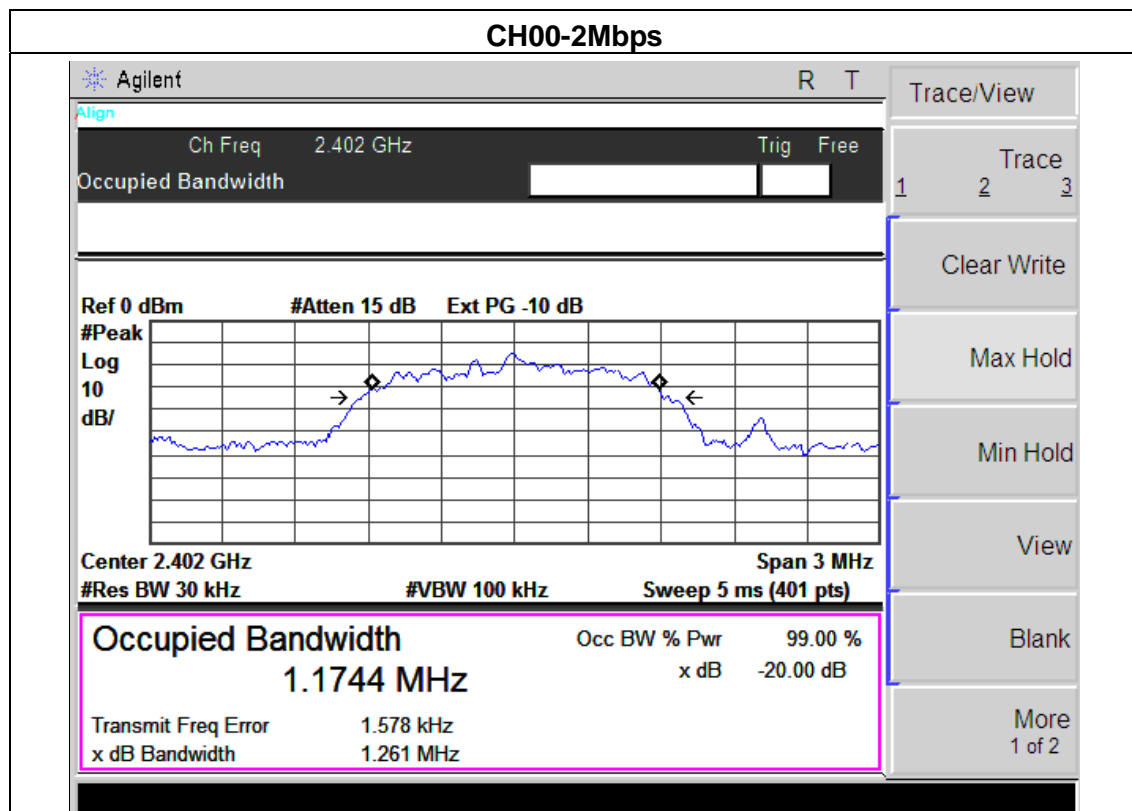 CH00-2Mbps
Agilent R T
Trace/View
Align
Ch Freq 2.402 GHz Trig Free
Occupied Bandwidth
Trace
1 2 3
Clear Write
Max Hold
Min Hold
View
Blank
More
1 of 2
Ref 0 dBm #Atten 15 dB Ext PG -10 dB
#Peak
Log
10
dB/
Center 2.402 GHz Span 3 MHz
#Res BW 30 kHz #VBW 100 kHz Sweep 5 ms (401 pts)
Occupied Bandwidth Occ BW % Pwr 99.00 %
1.1744 MHz x dB -20.00 dB
Transmit Freq Error 1.578 kHz
x dB Bandwidth 1.261 MHz